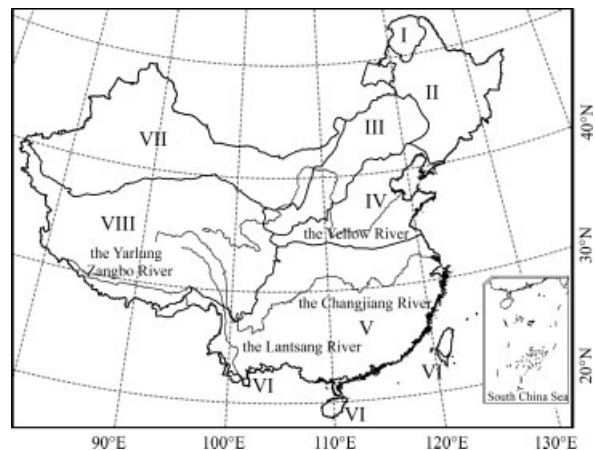 I
II
III
VII
IV
VIII
the Yellow River
the Yarlung
Zangbo River
the Changjiang River
V
the Lantsang River
VI
VI
VI
South China Sea
40°N
30°N
20°N
90°E
100°E
110°E
120°E
130°E